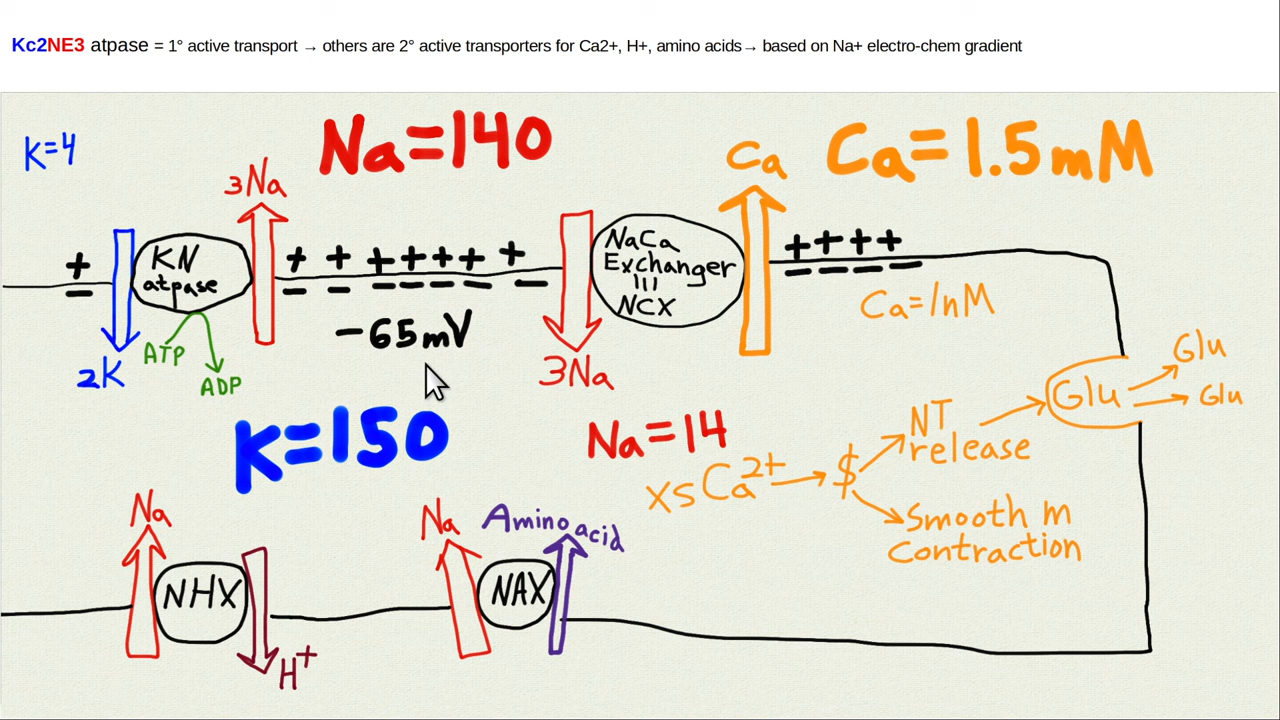 Kc2NE3 atpase = 1° active transport → others are 2° active transporters for Ca2+, H+, amino acids→ based on Na+ electro-chem gradient
K=4
3Na
Na=140
Ca
Ca=1.5mM
+ + + + + + + +
+ + + +
KN
atpase
NaCa
Exchanger
III
NCX
- - - - - - - -
- - - -
2K
ATP
ADP
-65mV
3Na
Ca=1nM
K=150
Na=14
xsCa2+ → $
NT
release
Smooth m
contraction
Glu
Glu
Glu
Na
NHX
H+
Na
Amino acid
NAX